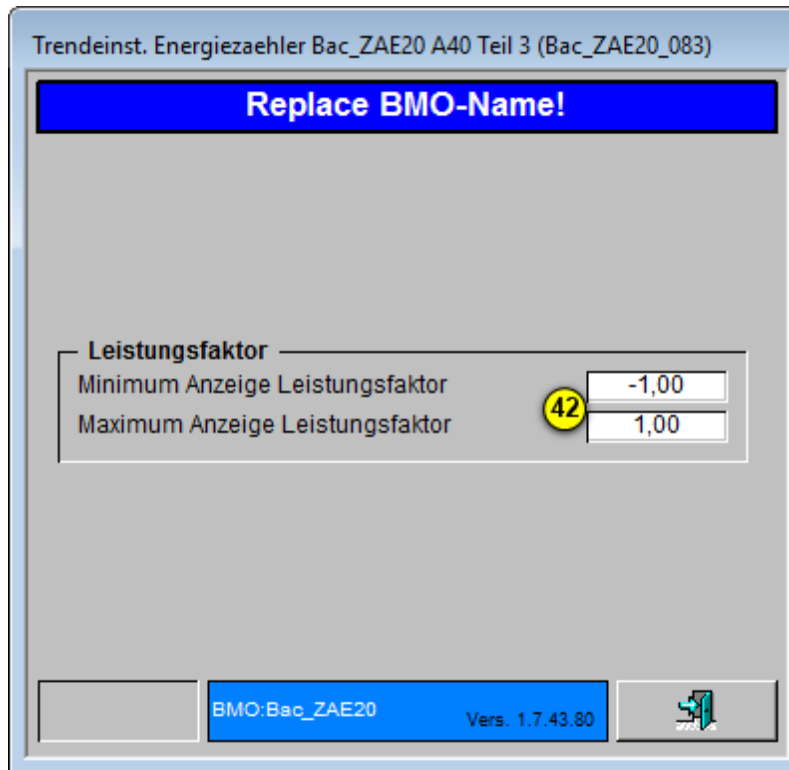 Trendeinst. Energiezaehler Bac_ZAE20 A40 Teil 3 (Bac_ZAE20_083)
Replace BMO-Name!
Leistungsfaktor
Minimum Anzeige Leistungsfaktor -1,00
42
Maximum Anzeige Leistungsfaktor 1,00
BMO:Bac_ZAE20 Vers. 1.7.43.80